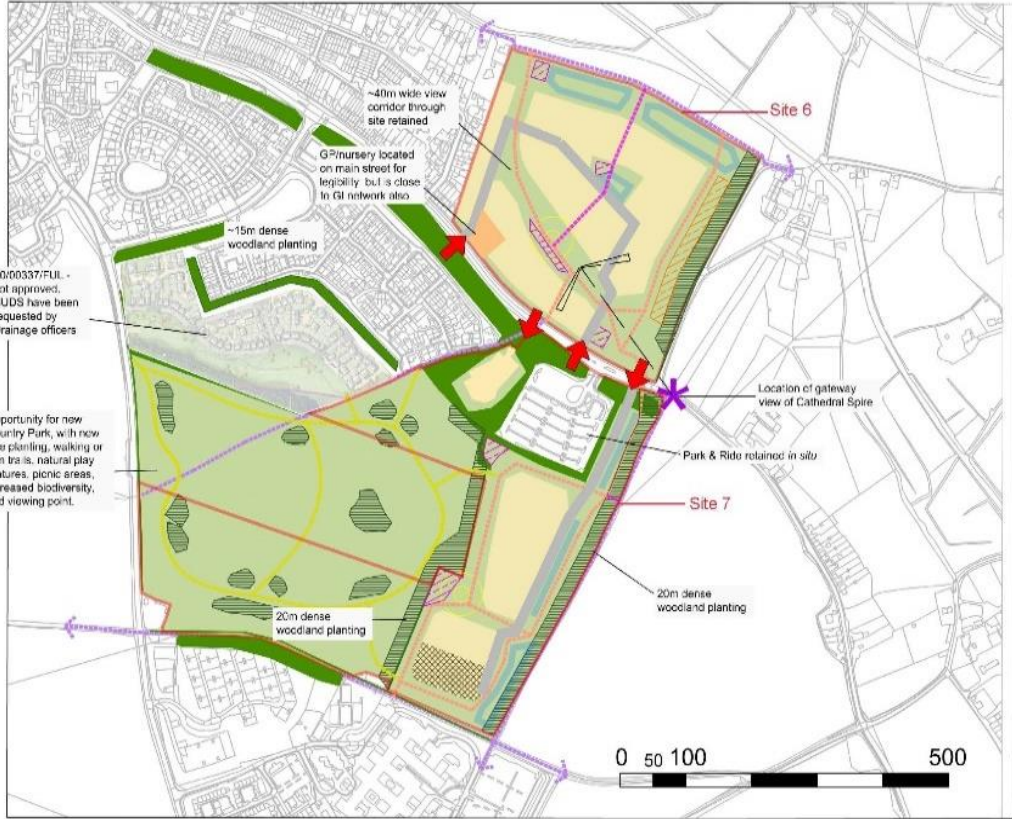 ~40m wide view
corridor through
site retained
Site 6
GP/nursery located
on main street for
legibility but is close
to GI network also
~15m dense
woodland planting
0/00337/FUL -
ot approved.
UDS have been
equested by
rainage officers
Location of gateway
view of Cathedral Spire
Park & Ride retained in situ
pportunity for new
ountry Park, with new
e planting, walking or
m trails, natural play
atures, picnic areas,
creased biodiversity,
d viewing point.
Site 7
20m dense
woodland planting
20m dense
woodland planting
0 50 100 500